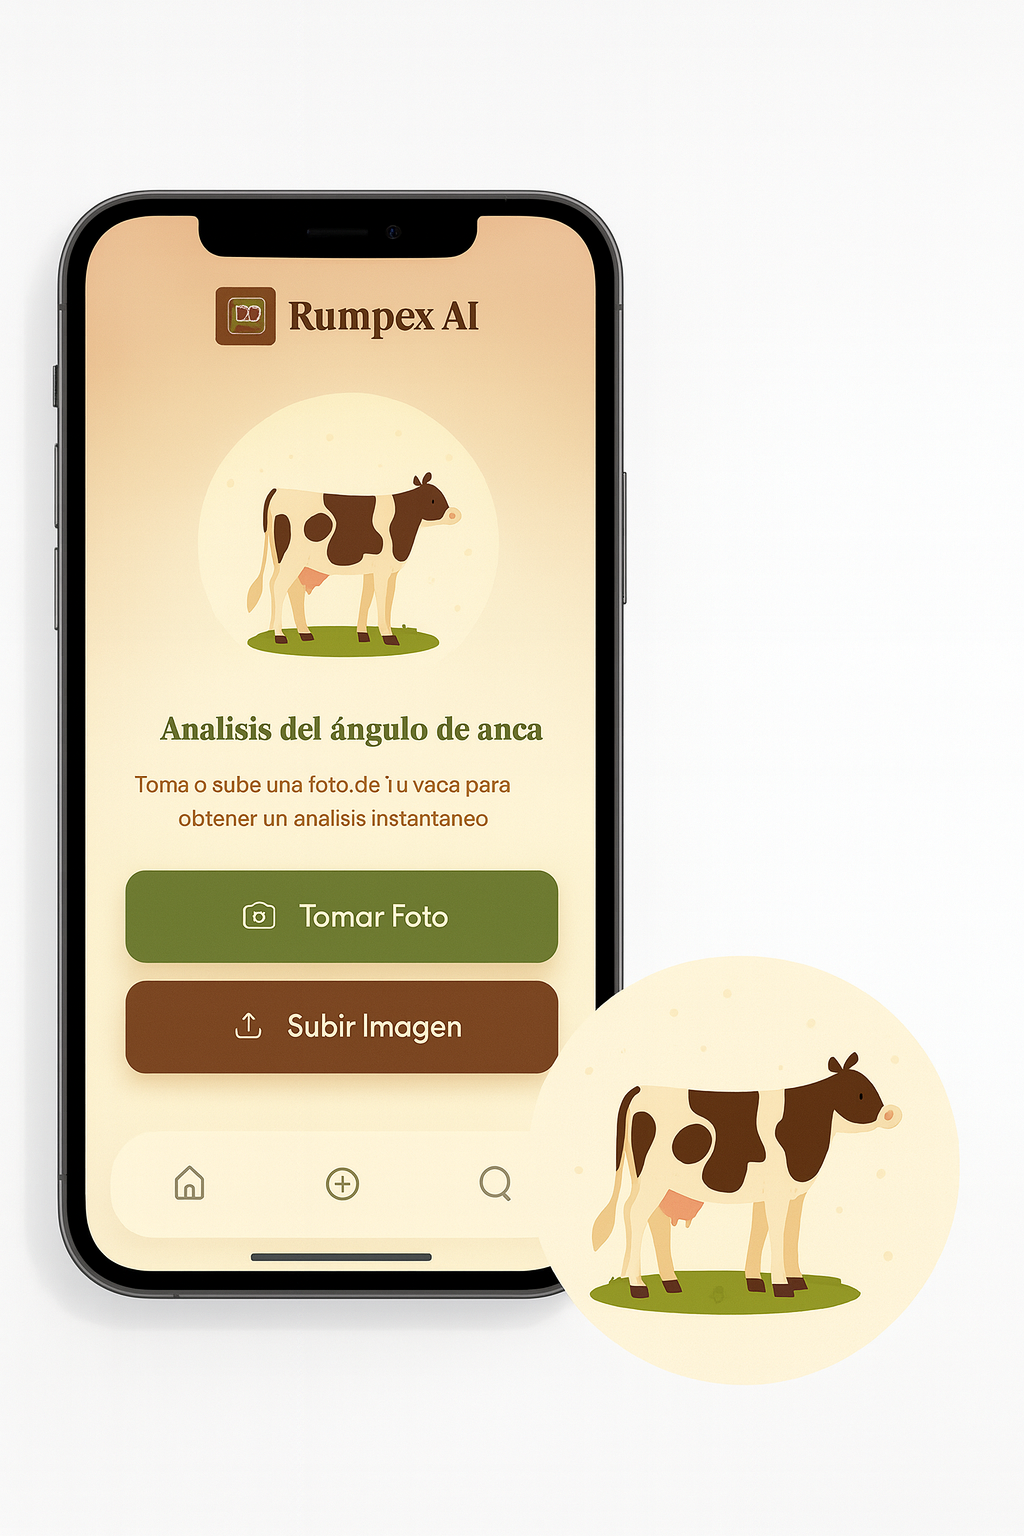 Rumpex AI
Analisis del ángulo de anca
Toma o sube una foto.de u vaca para
obtener un analisis instantaneo
Tomar Foto
Subir Imagen